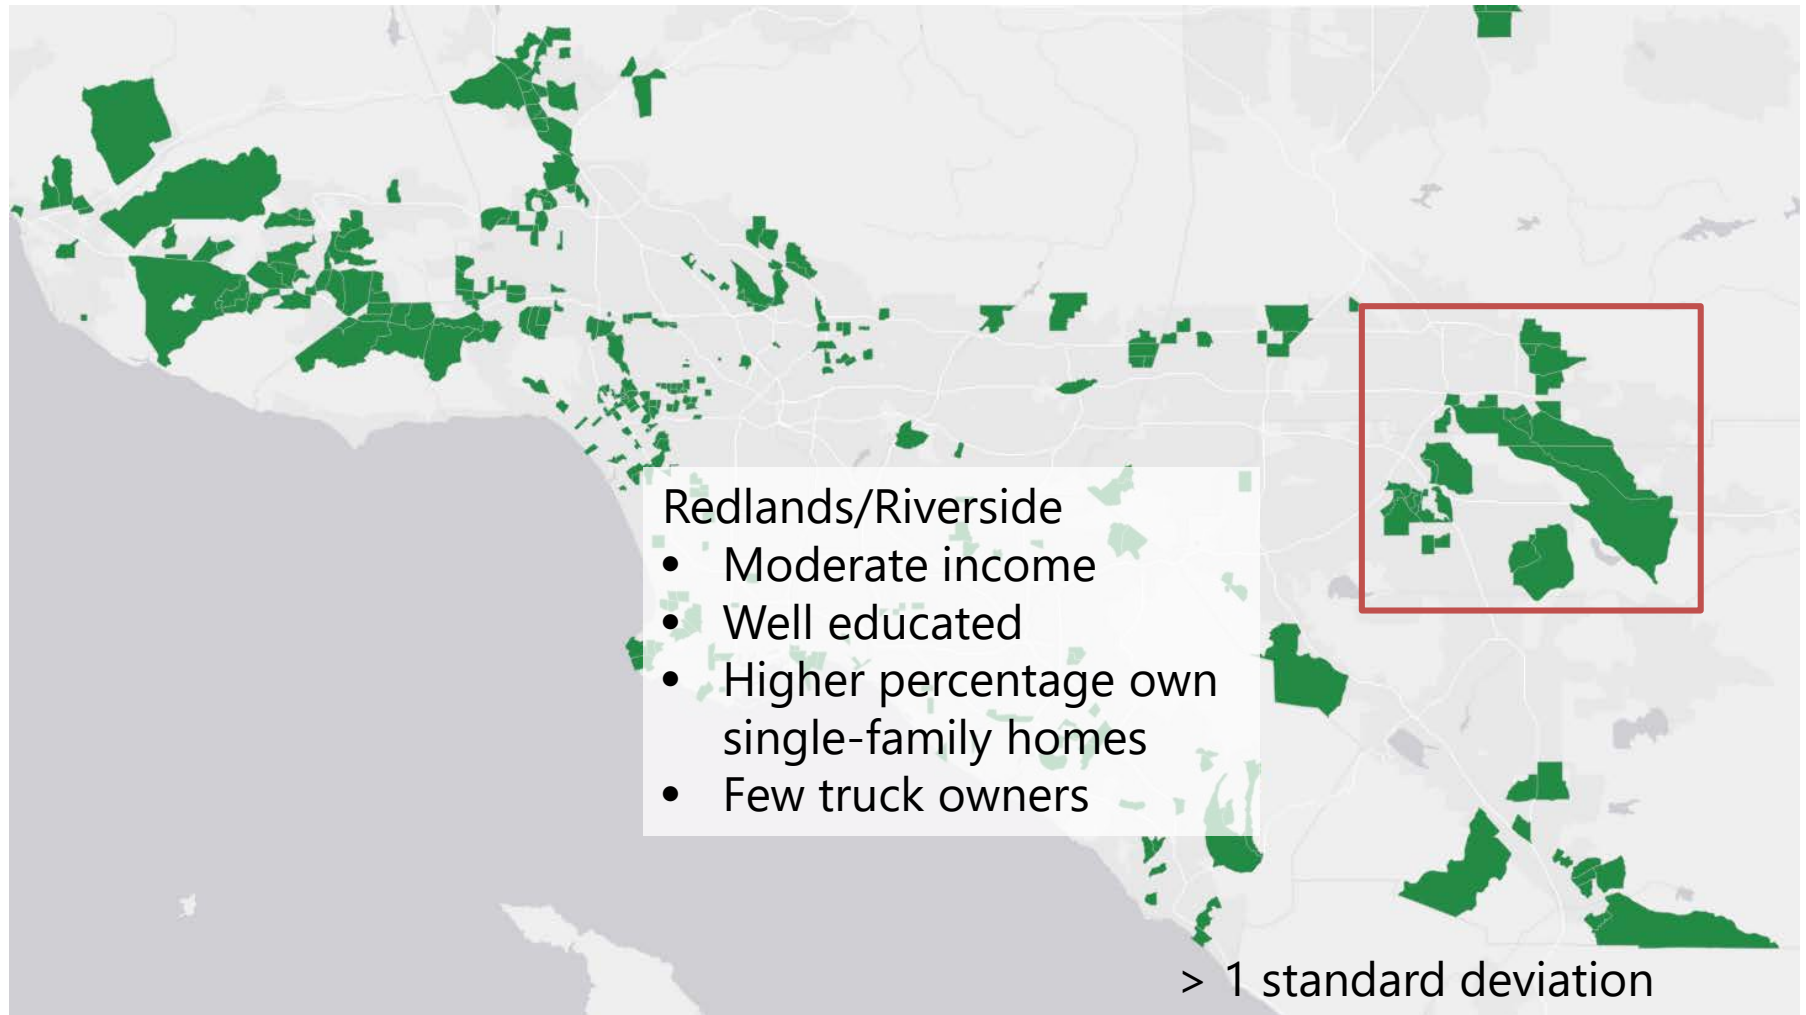 Redlands/Riverside
• Moderate income
• Well educated
• Higher percentage own
single-family homes
• Few truck owners
> 1 standard deviation